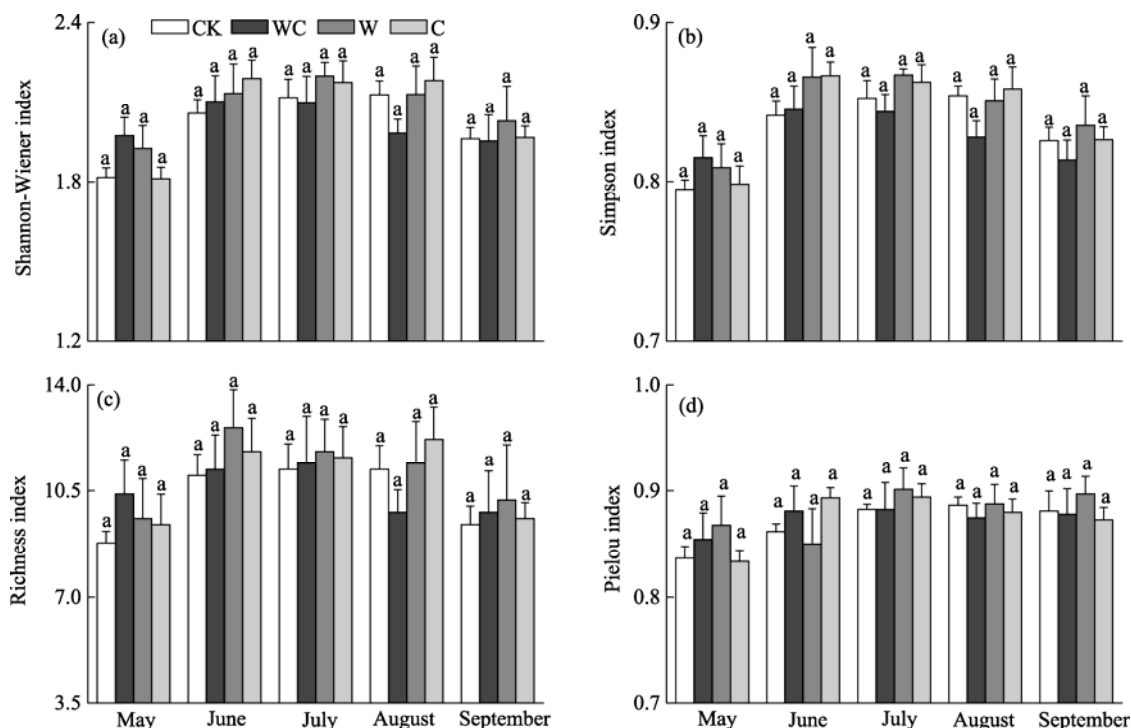 (a)
CK WC W C
2.4
1.8
1.2
Shannon-Wiener index
a a a a
a a a a
a a a a
a a a a
a a a a
(b)
0.9
0.8
0.7
Simpson index
a a a a
a a a a
a a a a
a a a a
a a a a
(c)
14.0
10.5
7.0
3.5
Richness index
a a a a
a a a a
a a a a
a a a a
a a a a
May June July August September
(d)
1.0
0.9
0.8
0.7
Pielou index
a a a a
a a a a
a a a a
a a a a
a a a a
May June July August September